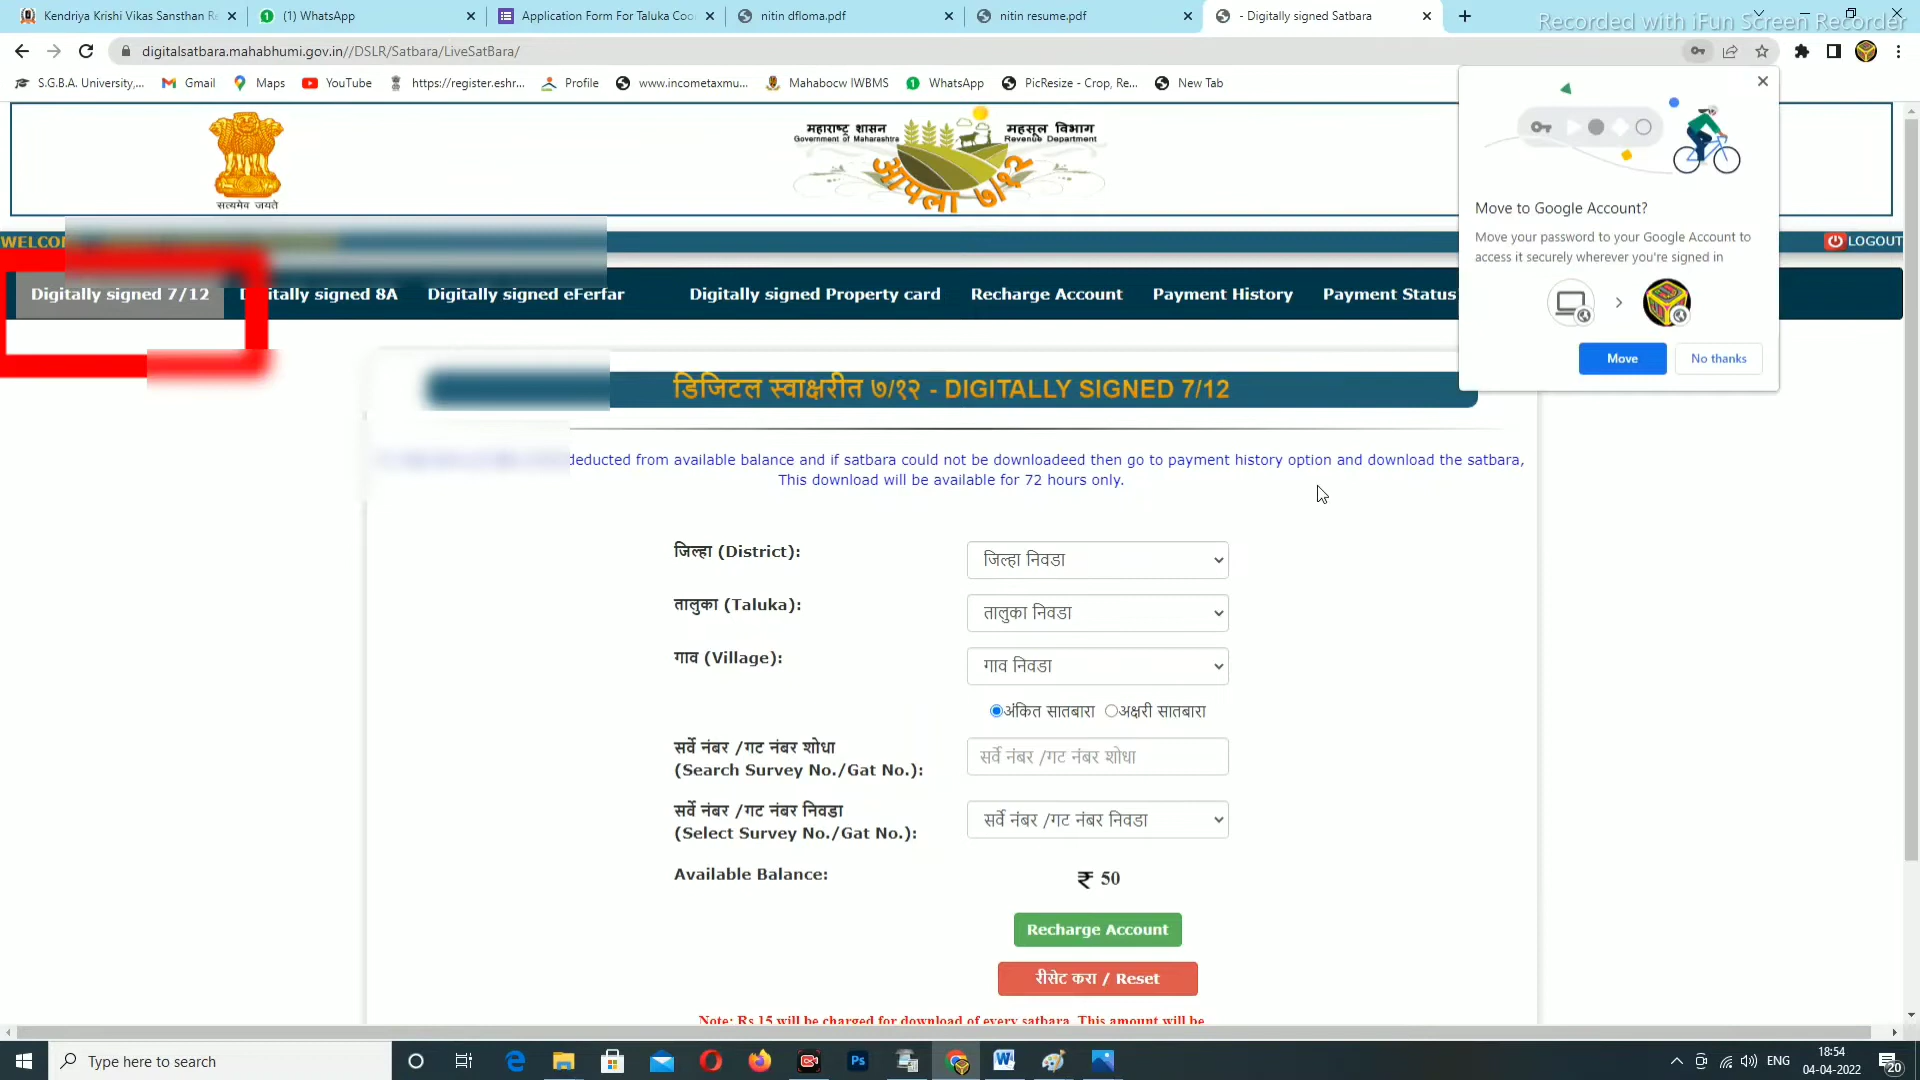 Kendriya Krishi Vikas Sansthan Re
(1) WhatsApp
Application Form For Taluka Coo
nitin dfloma.pdf
nitin resume.pdf
- Digitally signed Satbara
Recorded with iFun Screen Recorder
digitalsatbara.mahabhumi.gov.in//DSLR/Satbara/LiveSatBara/
S.G.B.A. University,...
Gmail
Maps
YouTube
https://register.eshr...
Profile
www.incometaxmu...
Mahabocw IWBMS
WhatsApp
PicResize - Crop, Re...
New Tab
महाराष्ट्र शासन
Government of Maharashtra
महसूल विभाग
Revenue Department
आपला ७/१२
सत्यमेव जयते
Move to Google Account?
Move your password to your Google Account to
access it securely wherever you're signed in
Move
No thanks
WELCO
LOGOUT
Digitally signed 7/12
Digitally signed 8A
Digitally signed eFerfar
Digitally signed Property card
Recharge Account
Payment History
Payment Status
डिजिटल स्वाक्षरीत ७/१२ - DIGITALLY SIGNED 7/12
deducted from available balance and if satbara could not be downloadeed then go to payment history option and download the satbara,
This download will be available for 72 hours only.
जिल्हा (District):
जिल्हा निवडा
तालुका (Taluka):
तालुका निवडा
गाव (Village):
गाव निवडा
अंकित सातबारा अक्षरी सातबारा
सर्वे नंबर /गट नंबर शोधा
(Search Survey No./Gat No.):
सर्वे नंबर /गट नंबर शोधा
सर्वे नंबर /गट नंबर निवडा
(Select Survey No./Gat No.):
सर्वे नंबर /गट नंबर निवडा
Available Balance:
₹ 50
Recharge Account
रीसेट करा / Reset
Note: Rs.15 will be charged for download of every satbara. This amount will be
Type here to search
ENG
18:54
04-04-2022
20